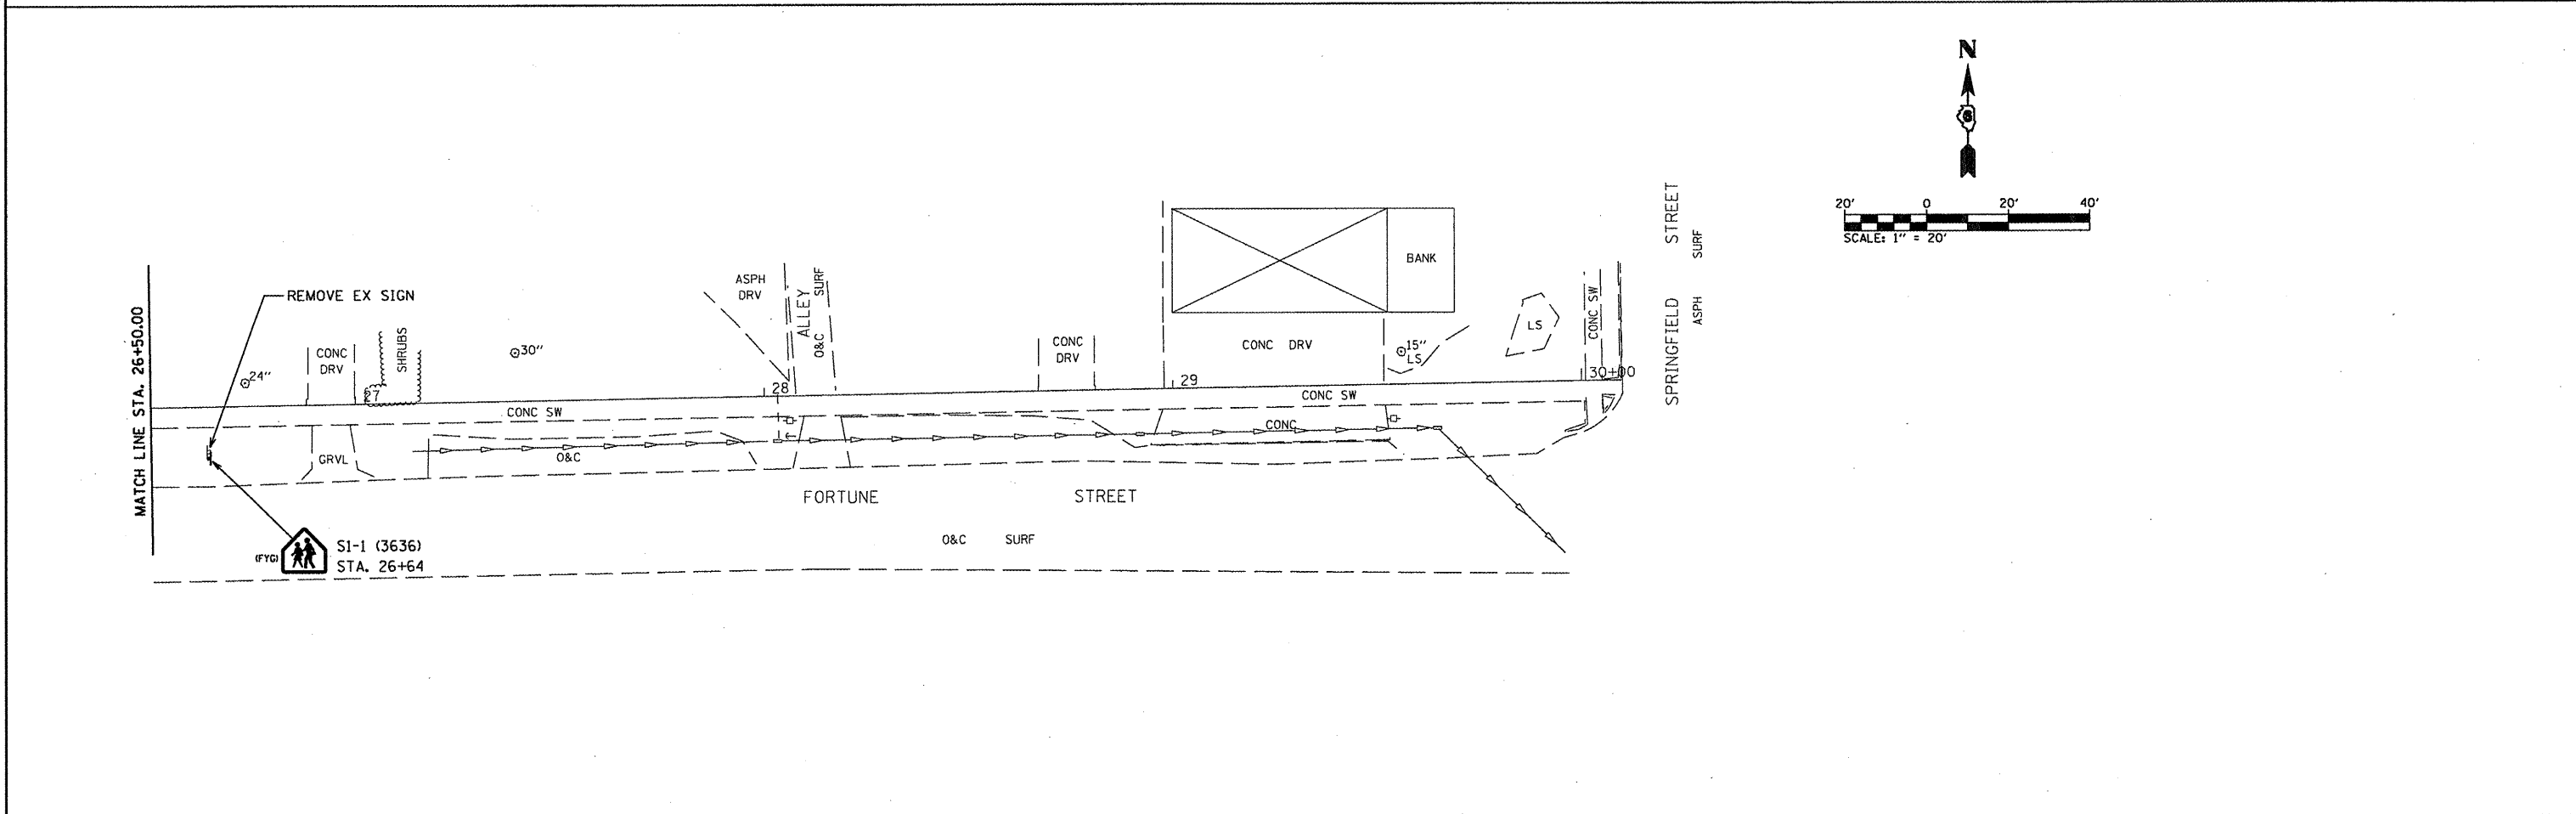 N
20' 0 20' 40'
SCALE: 1" = 20'
SPRINGFIELD STREET
ASPH SURF
BANK
ASPH
DRV
ALLEY
O&C SURF
MATCH LINE STA. 26+50.00
REMOVE EX SIGN
24"
CONC
DRV
SHRUBS
30"
CONC
DRV
CONC DRV
15"
LS
LS
CONC SW
27
28
29
30+00
CONC SW
CONC SW
GRVL
O&C
CONC
FORTUNE STREET
O&C SURF
(FYG)
S1-1 (3636)
STA. 26+64